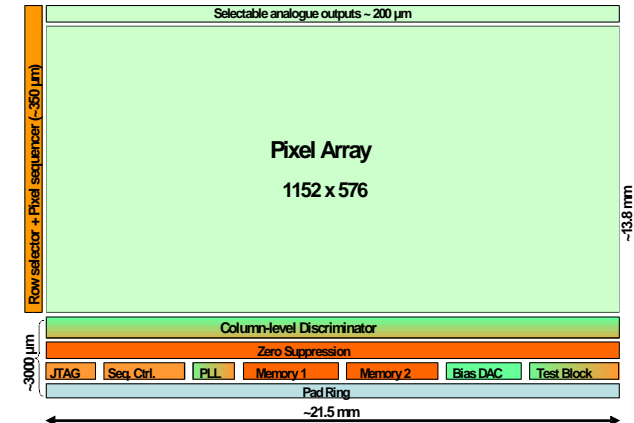 Selectable analogue outputs ~ 200 µm
Row selector + Pixel sequencer (~350 µm)
Pixel Array
1152 x 576
~13.8 mm
Column-level Discriminator
Zero Suppression
~3000 µm
JTAG Seq. Ctrl. PLL Memory 1 Memory 2 Bias DAC Test Block
Pad Ring
~21.5 mm